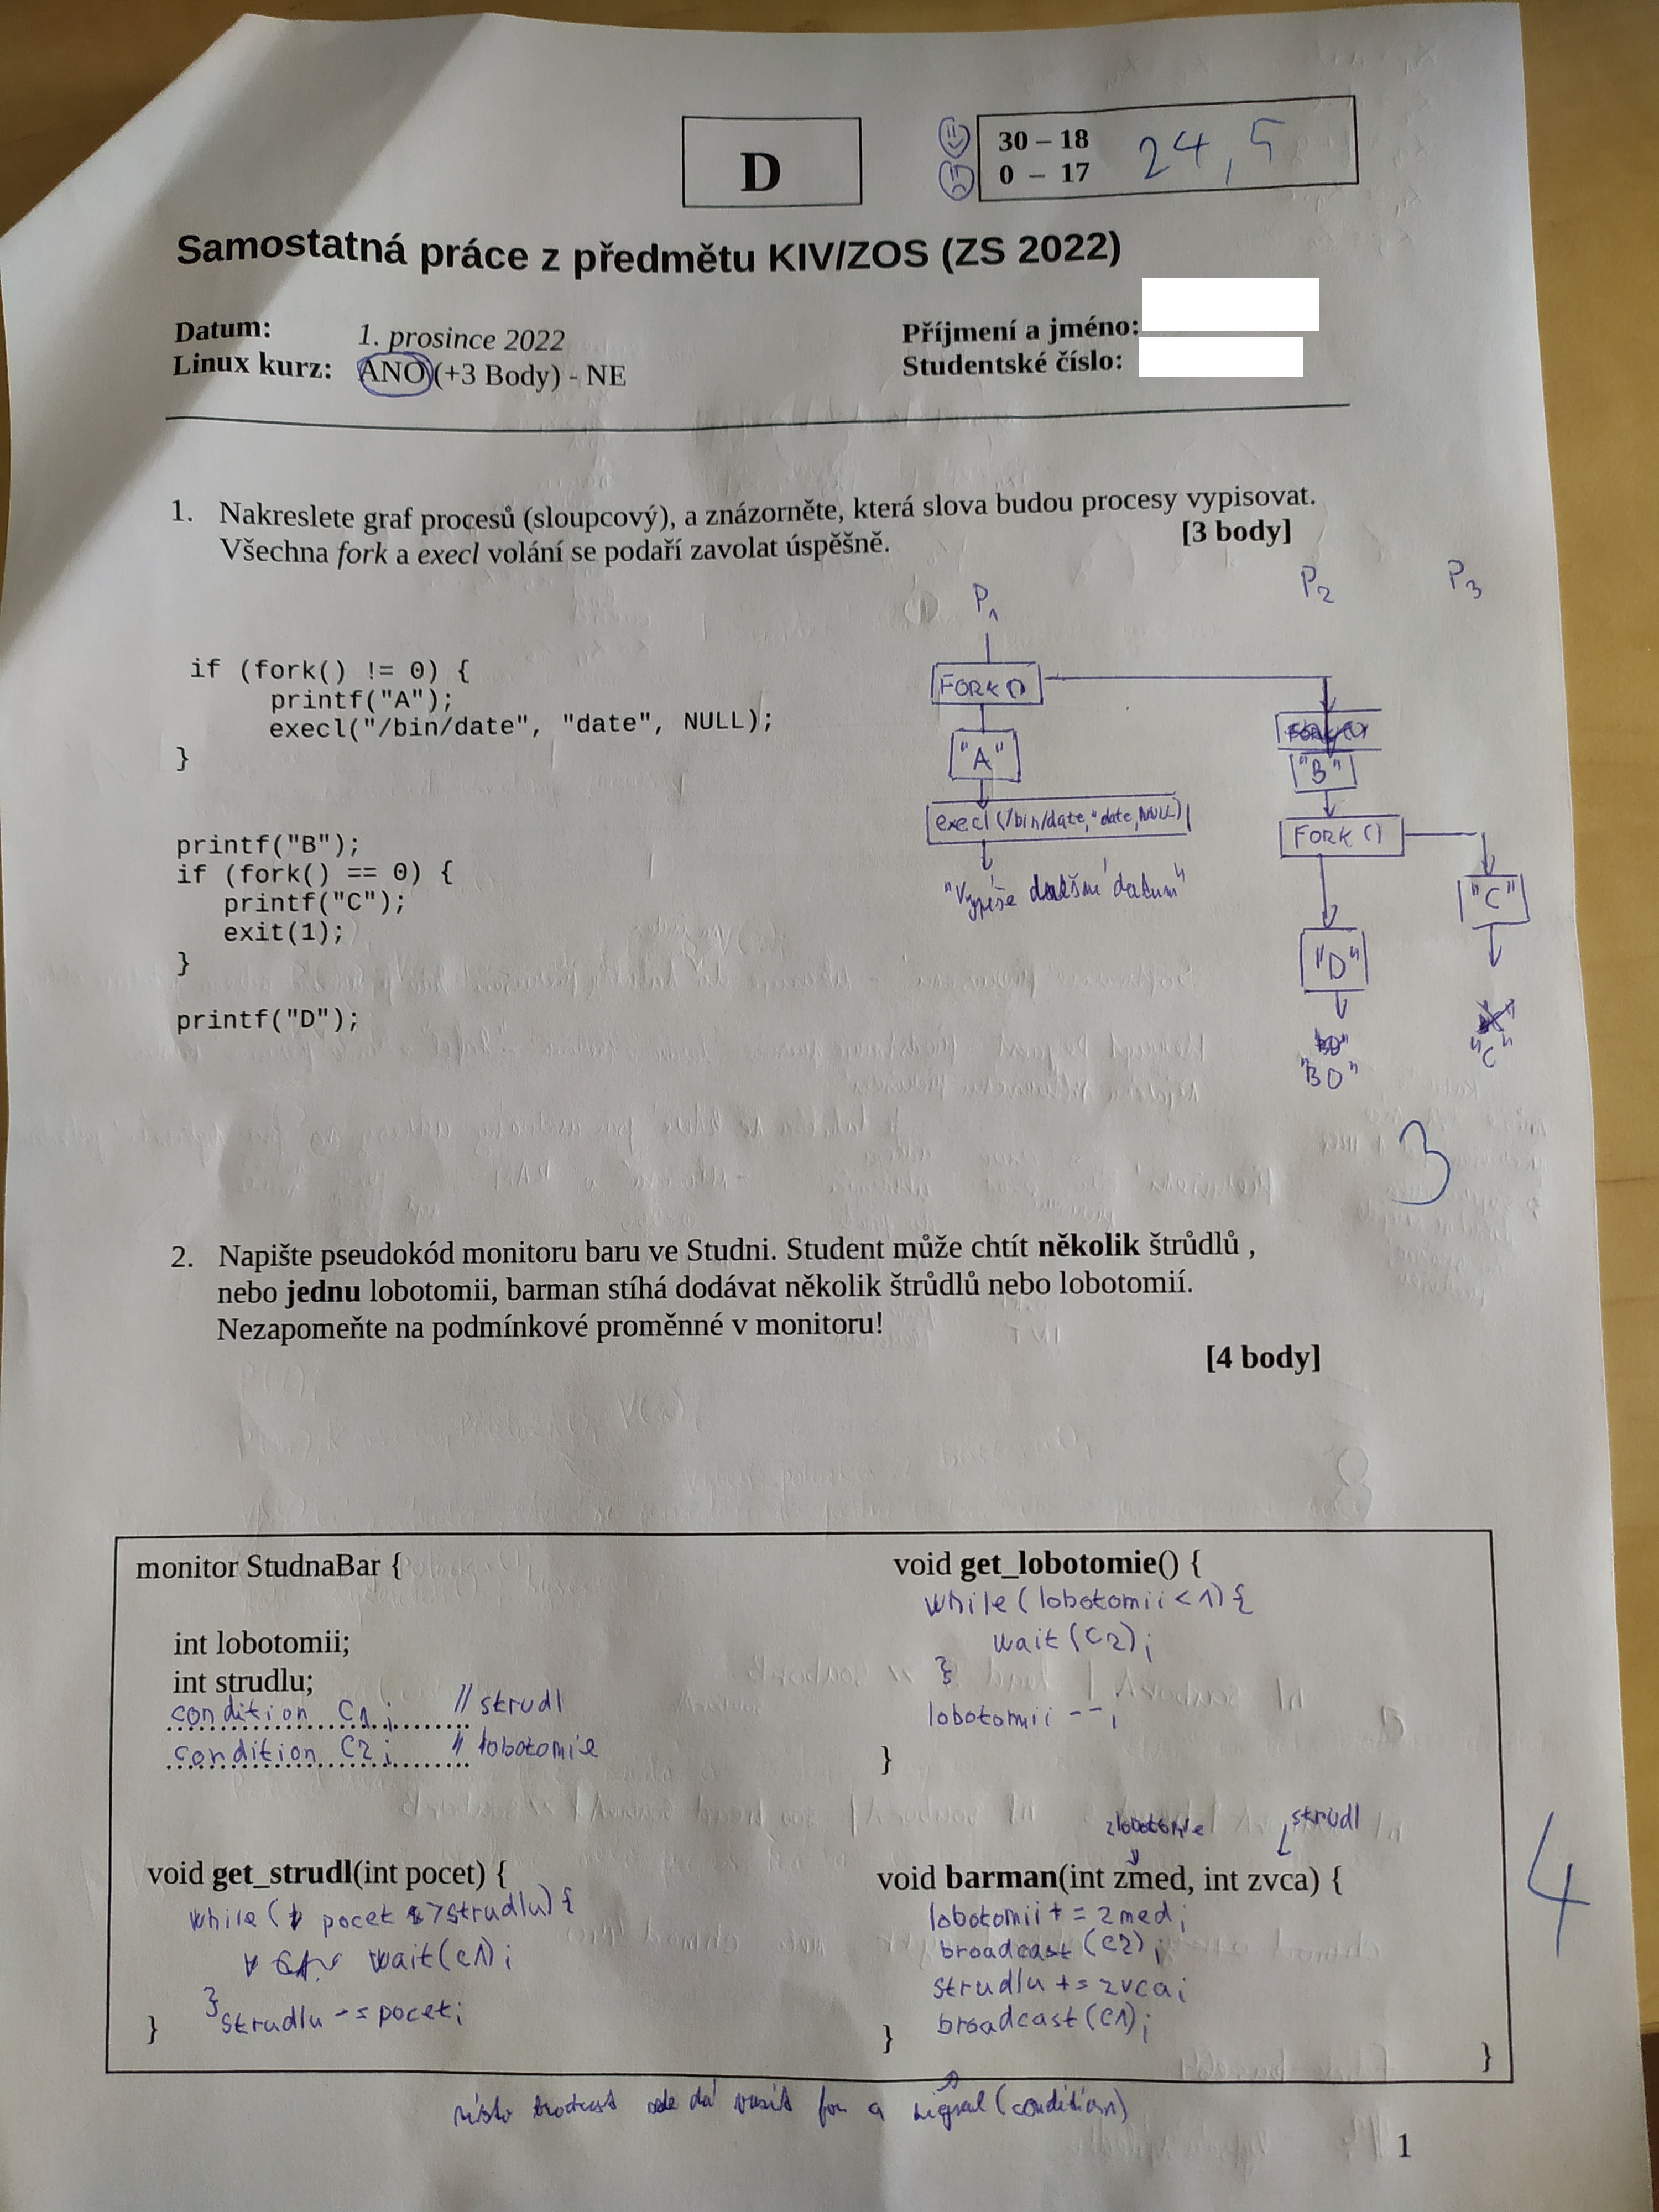 D
30 – 18
0 – 17
24,5
Samostatná práce z předmětu KIV/ZOS (ZS 2022)
Datum: 1. prosince 2022
Linux kurz: ANO (+3 Body) - NE
Příjmení a jméno:
Studentské číslo:
1. Nakreslete graf procesů (sloupcový), a znázorněte, která slova budou procesy vypisovat.
Všechna fork a execl volání se podaří zavolat úspěšně.
[3 body]
if (fork() != 0) {
printf("A");
execl("/bin/date", "date", NULL);
}
printf("B");
if (fork() == 0) {
printf("C");
exit(1);
}
printf("D");
P1
P2
P3
FORK()
"A"
execl(/bin/date,"date,NULL)
"Vypíše datum"
"B"
FORK()
"C"
"D"
"BD"
"C"
3
2. Napište pseudokód monitoru baru ve Studni. Student může chtít několik štrůdlů ,
nebo jednu lobotomii, barman stíhá dodávat několik štrůdlů nebo lobotomií.
Nezapomeňte na podmínkové proměnné v monitoru!
[4 body]
monitor StudnaBar {
int lobotomii;
int strudlu;
condition C1; // strudl
condition C2; // lobotomie
void get_lobotomie() {
while(lobotomii < 1){
wait(C2);
}
lobotomii --;
}
void get_strudl(int pocet) {
while( pocet > strudlu){
wait(C1);
}
strudlu -= pocet;
}
lobotomie
strudl
void barman(int zmed, int zvca) {
lobotomii += zmed;
broadcast(C2);
strudlu += zvca;
broadcast(C1);
}
}
4
místo se dá for a signal(condition)
1